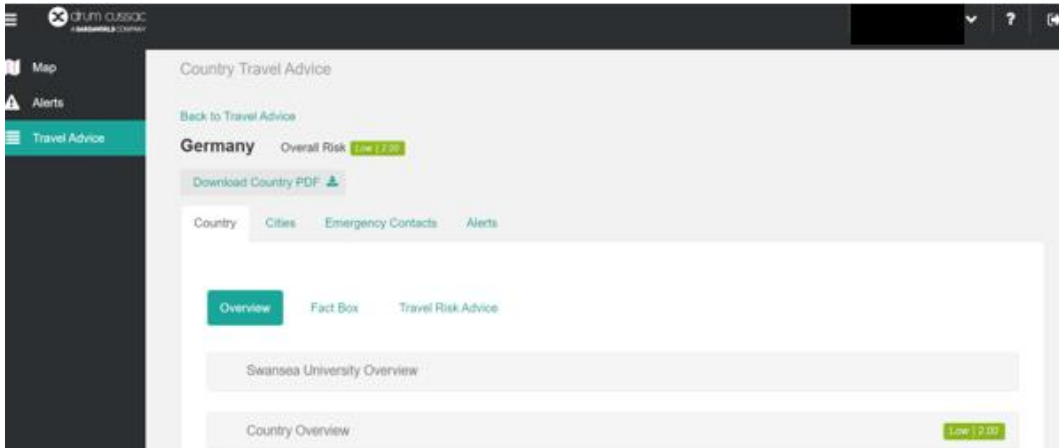 drum cussac
?
Map
Alerts
Travel Advice
Country Travel Advice
Back to Travel Advice
Germany Overall Risk Low | 2.00
Download Country PDF
Country Cities Emergency Contacts Alerts
Overview Fact Box Travel Risk Advice
Swansea University Overview
Country Overview Low | 2.00